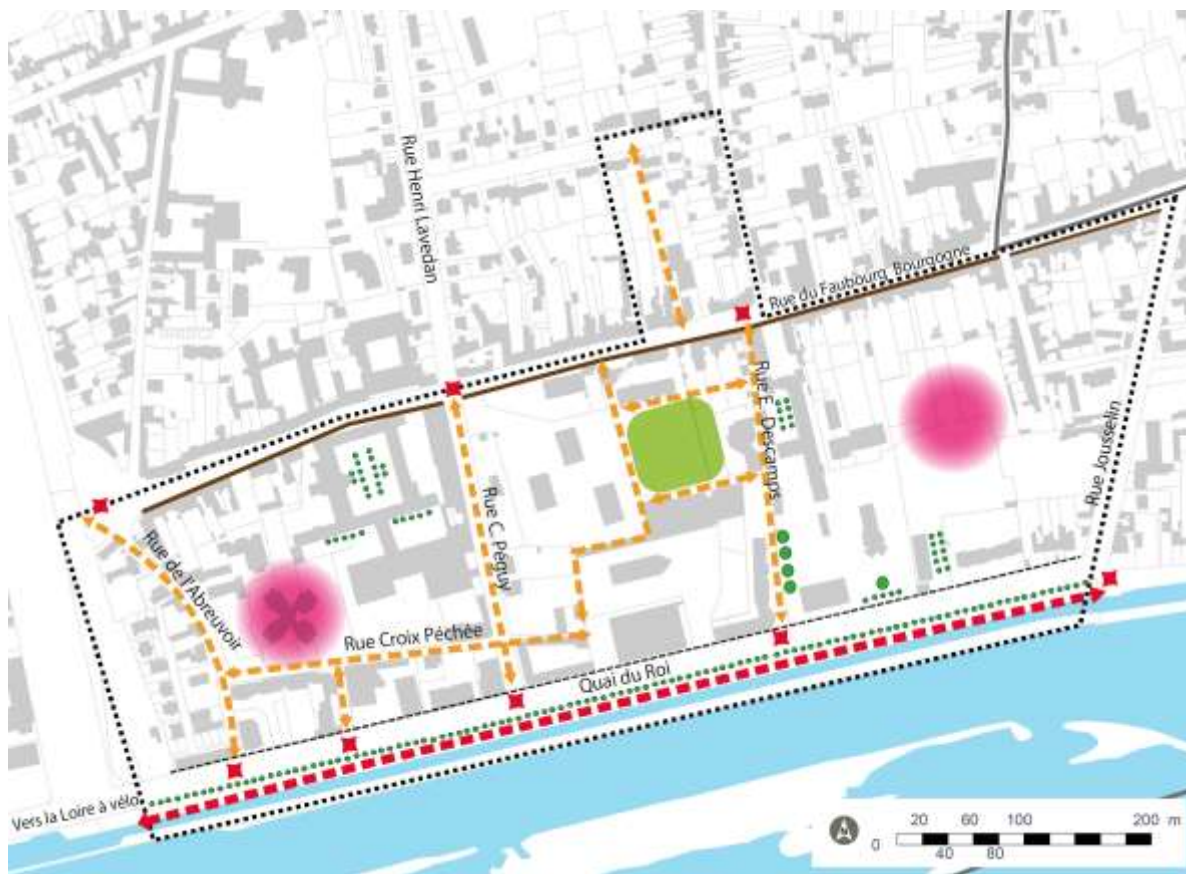 Rue Henri Lavedan
Rue du Faubourg Bourgogne
Rue E. Descamps
Rue Jousselin
Rue C. Péguy
Rue de l'Abreuvoir
Rue Croix Péchée
Quai du Roi
Vers la Loire à vélo
20 60 100 200 m
0 40 80